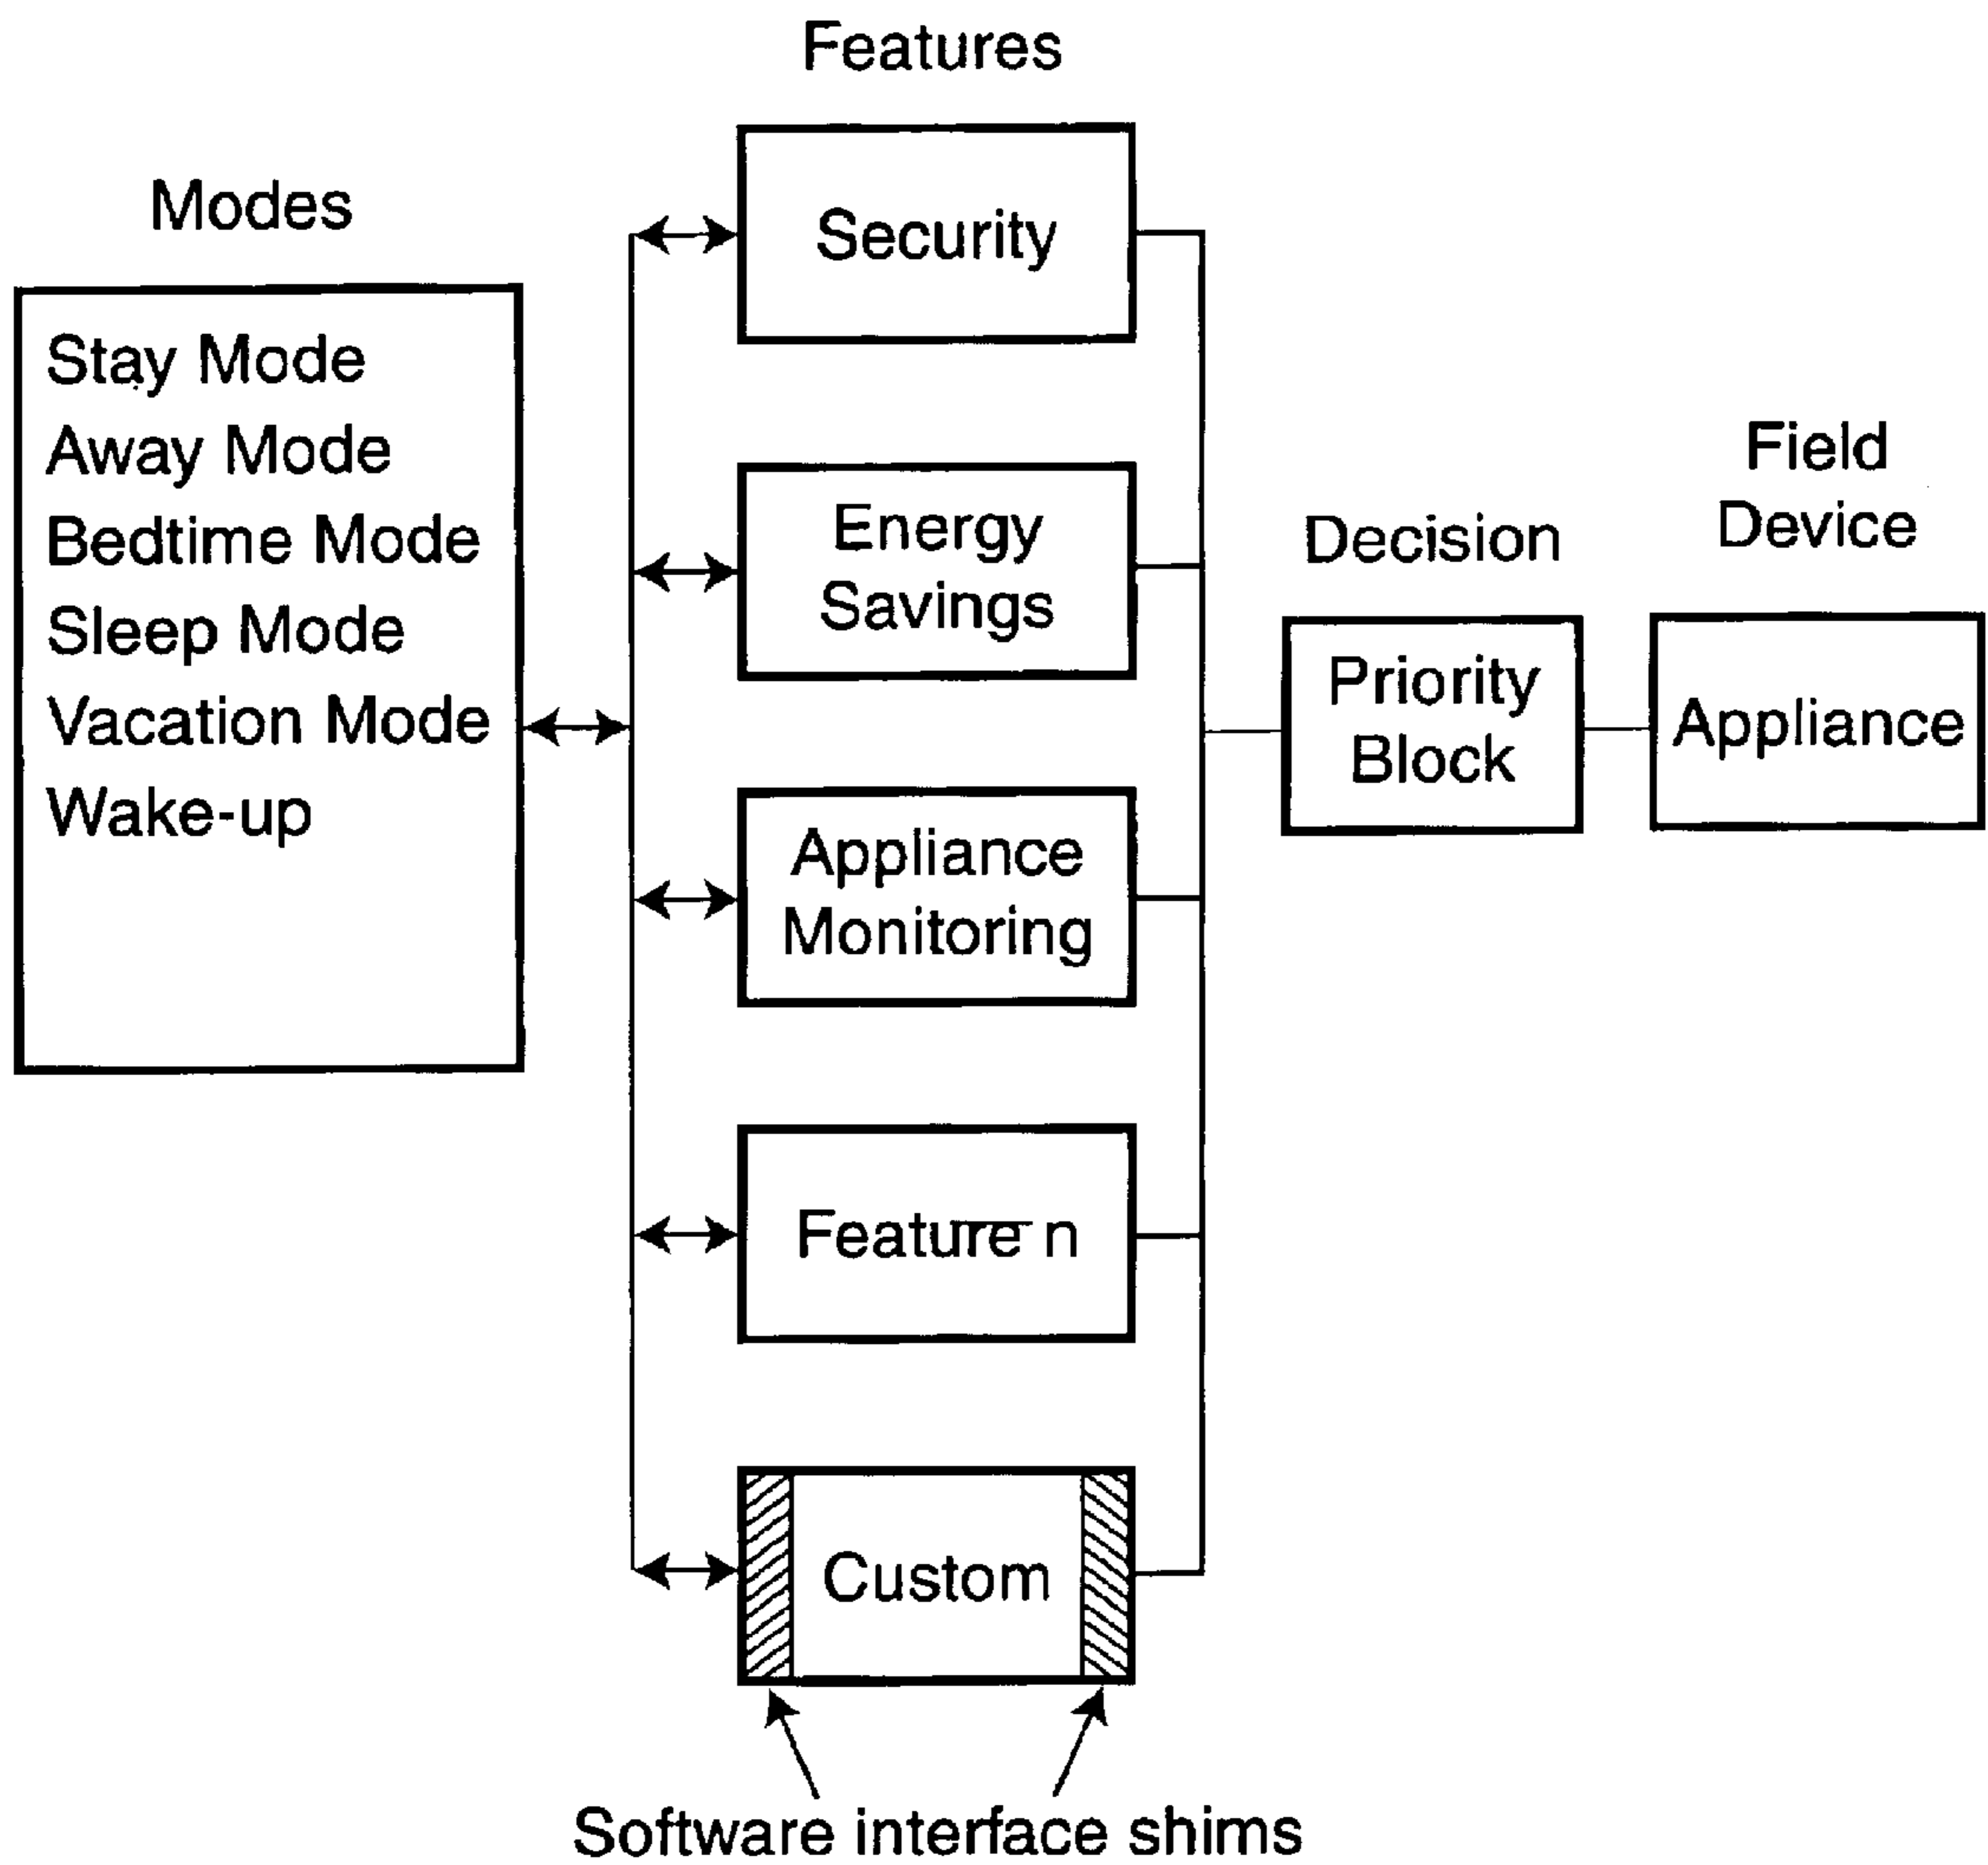 Features
Modes
Stay Mode
Away Mode
Bedtime Mode
Sleep Mode
Vacation Mode
Wake-up
Security
Energy
Savings
Appliance
Monitoring
Feature n
Custom
Decision
Priority
Block
Field
Device
Appliance
Software interface shims